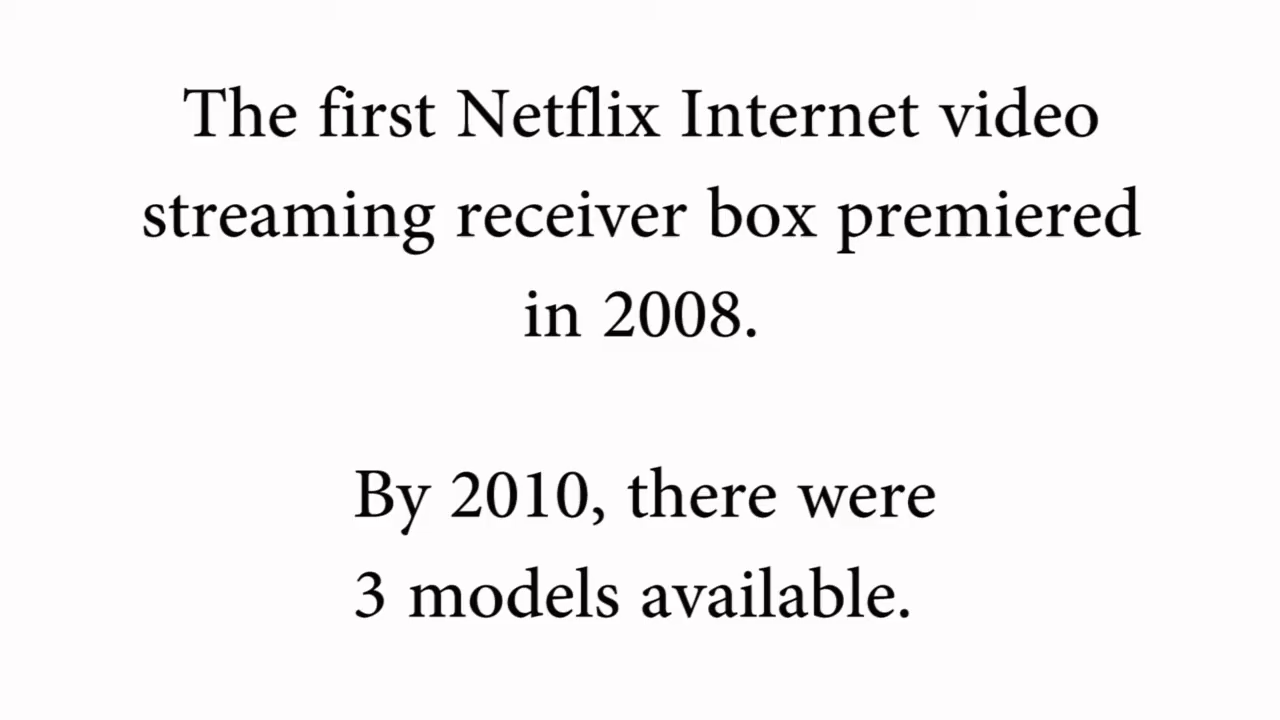 The first Netflix Internet video
streaming receiver box premiered
in 2008.
By 2010, there were
3 models available.